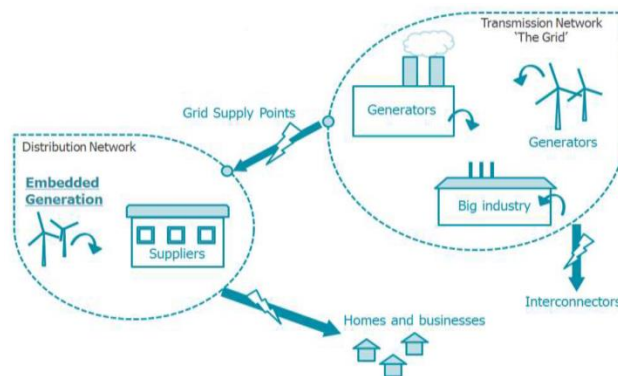 Transmission Network
'The Grid'
Generators
Generators
Grid Supply Points
Distribution Network
Embedded
Generation
Big industry
Suppliers
Interconnectors
Homes and businesses